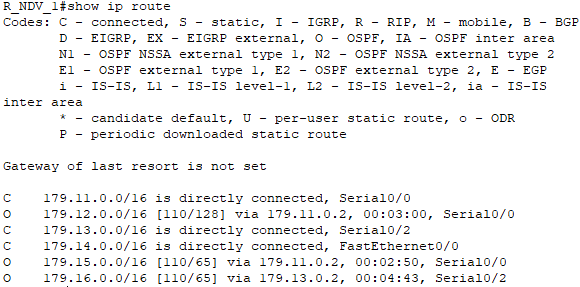 R_NDV_1#show ip route
Codes: C - connected, S - static, I - IGRP, R - RIP, M - mobile, B - BGP
       D - EIGRP, EX - EIGRP external, O - OSPF, IA - OSPF inter area
       N1 - OSPF NSSA external type 1, N2 - OSPF NSSA external type 2
       E1 - OSPF external type 1, E2 - OSPF external type 2, E - EGP
       i - IS-IS, L1 - IS-IS level-1, L2 - IS-IS level-2, ia - IS-IS
inter area
       * - candidate default, U - per-user static route, o - ODR
       P - periodic downloaded static route

Gateway of last resort is not set

C    179.11.0.0/16 is directly connected, Serial0/0
O    179.12.0.0/16 [110/128] via 179.11.0.2, 00:03:00, Serial0/0
C    179.13.0.0/16 is directly connected, Serial0/2
C    179.14.0.0/16 is directly connected, FastEthernet0/0
O    179.15.0.0/16 [110/65] via 179.11.0.2, 00:02:50, Serial0/0
O    179.16.0.0/16 [110/65] via 179.13.0.2, 00:04:43, Serial0/2